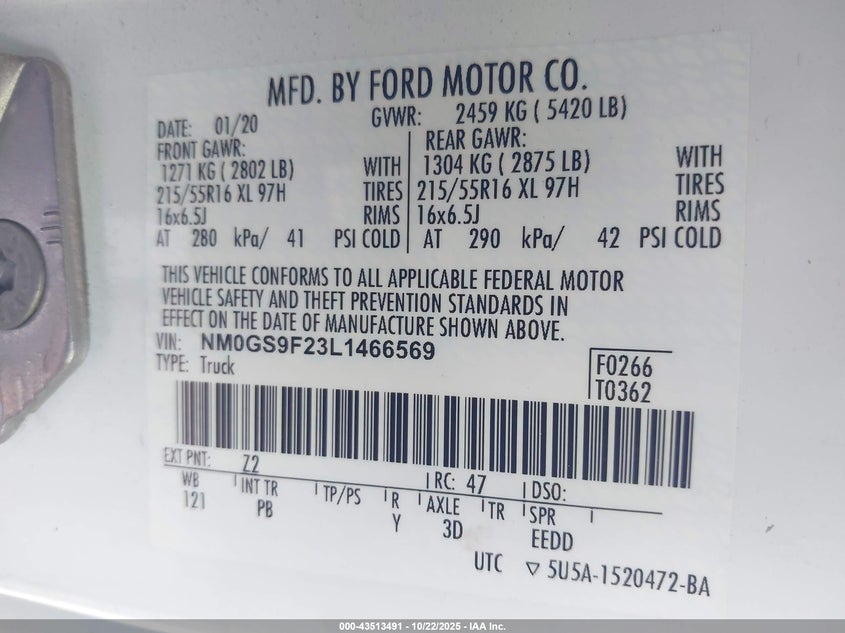 MFD. BY FORD MOTOR CO.
DATE: 01/20 GVWR: 2459 KG ( 5420 LB)
FRONT GAWR: REAR GAWR:
1271 KG ( 2802 LB) WITH 1304 KG ( 2875 LB) WITH
215/55R16 XL 97H TIRES 215/55R16 XL 97H TIRES
16x6.5J RIMS 16x6.5J RIMS
AT 280 kPa/ 41 PSI COLD AT 290 kPa/ 42 PSI COLD
THIS VEHICLE CONFORMS TO ALL APPLICABLE FEDERAL MOTOR
VEHICLE SAFETY AND THEFT PREVENTION STANDARDS IN
EFFECT ON THE DATE OF MANUFACTURE SHOWN ABOVE.
VIN: NM0GS9F23L1466569
TYPE: Truck
F0266
T0362
EXT PNT: Z2 RC: 47 DSO:
WB INT TR TP/PS R AXLE TR SPR
121 PB Y 3D EEDD
UTC ▽ 5U5A-1520472-BA
000-43513491 - 10/22/2025 - IAA Inc.